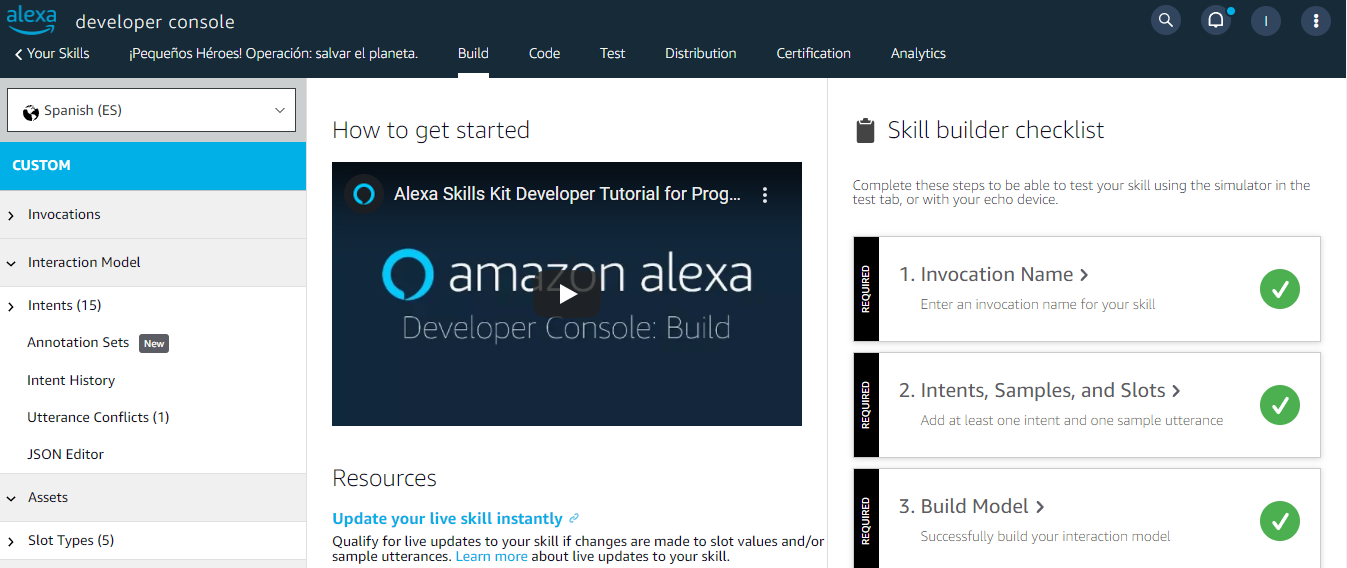 alexa developer console
I
Your Skills ¡Pequeños Héroes! Operación: salvar el planeta. Build Code Test Distribution Certification Analytics
Spanish (ES)
CUSTOM
Invocations
Interaction Model
Intents (15)
Annotation Sets New
Intent History
Utterance Conflicts (1)
JSON Editor
Assets
Slot Types (5)
How to get started
Alexa Skills Kit Developer Tutorial for Prog...
amazon alexa
Developer Console: Build
Resources
Update your live skill instantly
Qualify for live updates to your skill if changes are made to slot values and/or
sample utterances. Learn more about live updates to your skill.
Skill builder checklist
Complete these steps to be able to test your skill using the simulator in the
test tab, or with your echo device.
REQUIRED
1. Invocation Name
Enter an invocation name for your skill
REQUIRED
2. Intents, Samples, and Slots
Add at least one intent and one sample utterance
REQUIRED
3. Build Model
Successfully build your interaction model